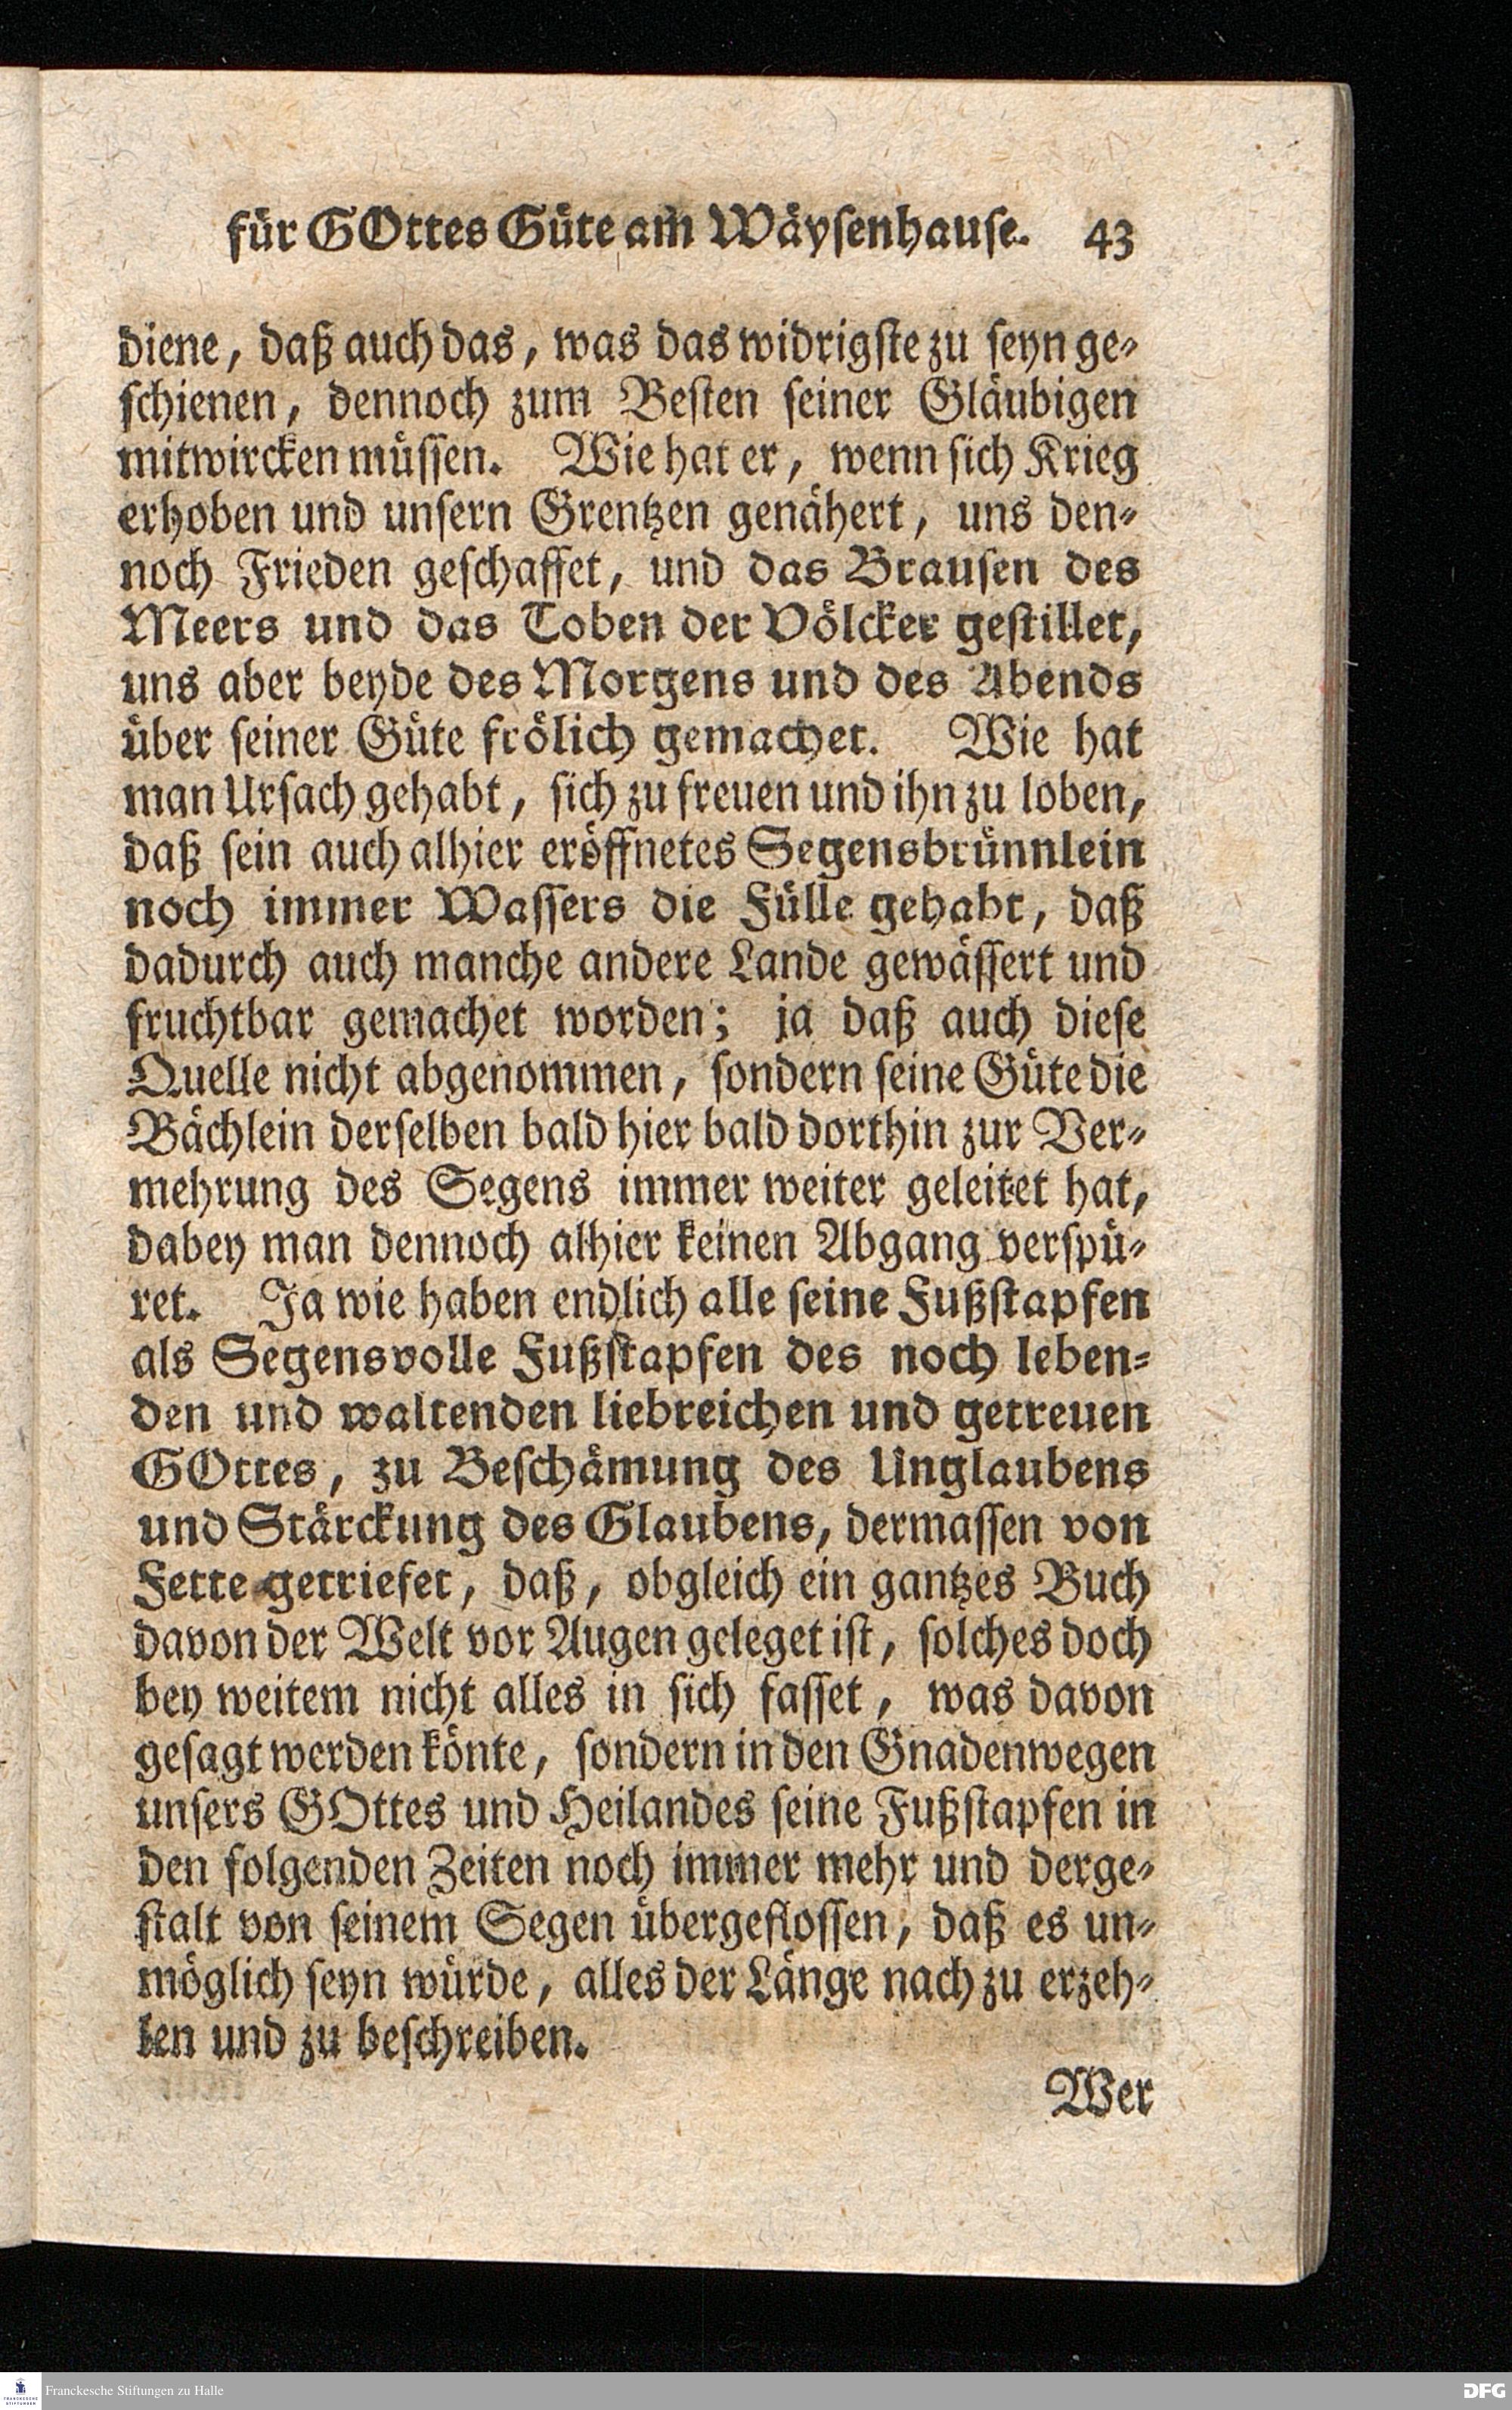 für GOttes Güte am Wäysenhause. 43
diene, daß auch das, was das widrigste zu seyn ge-
schienen, dennoch zum Besten seiner Gläubigen
mitwircken müssen. Wie hat er, wenn sich Krieg
erhoben und unsern Grentzen genähert, uns den-
noch Frieden geschaffet, und das Brausen des
Meers und das Toben der Völcker gestillet,
uns aber beyde des Morgens und des Abends
über seiner Güte frölich gemachet. Wie hat
man Ursach gehabt, sich zu freuen und ihn zu loben,
daß sein auch alhier eröffnetes Segensbrünnlein
noch immer Wassers die Fülle gehabt, daß
dadurch auch manche andere Lande gewässert und
fruchtbar gemachet worden; ja daß auch diese
Quelle nicht abgenommen, sondern seine Güte die
Bächlein derselben bald hier bald dorthin zur Ver-
mehrung des Segens immer weiter geleitet hat,
dabey man dennoch alhier keinen Abgang verspü-
ret. Ja wie haben endlich alle seine Fußstapfen
als Segensvolle Fußstapfen des noch leben-
den und waltenden liebreichen und getreuen
GOttes, zu Beschämung des Unglaubens
und Stärckung des Glaubens, dermassen von
Fette getriefet, daß, obgleich ein gantzes Buch
davon der Welt vor Augen geleget ist, solches doch
bey weitem nicht alles in sich fasset, was davon
gesagt werden könte, sondern in den Gnadenwegen
unsers GOttes und Heilandes seine Fußstapfen in
den folgenden Zeiten noch immer mehr und derge-
stalt von seinem Segen übergeflossen, daß es un-
möglich seyn würde, alles der Länge nach zu erzeh-
len und zu beschreiben.
Wer
FRANCKESCHE
STIFTUNGEN
Franckesche Stiftungen zu Halle
DFG